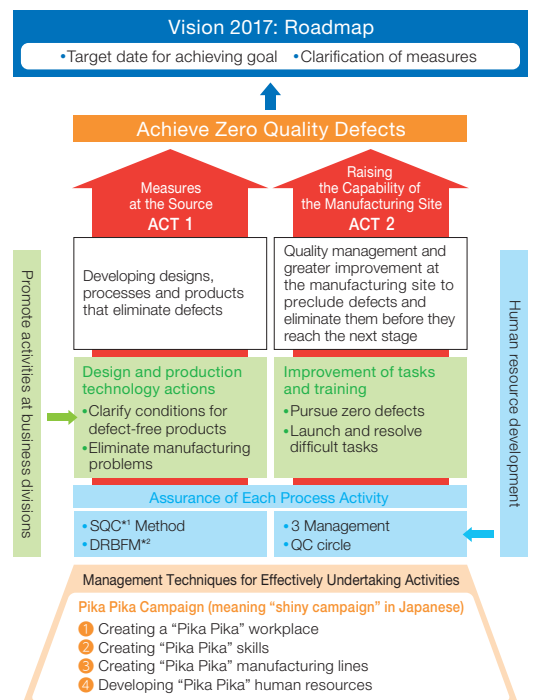 Vision 2017: Roadmap
•Target date for achieving goal •Clarification of measures
Achieve Zero Quality Defects
Measures
at the Source
ACT 1
Raising
the Capability of
the Manufacturing Site
ACT 2
Developing designs,
processes and products
that eliminate defects
Quality management and
greater improvement at
the manufacturing site to
preclude defects and
eliminate them before they
reach the next stage
Promote activities at business divisions
Human resource development
Design and production
technology actions
•Clarify conditions for
defect-free products
•Eliminate manufacturing
problems
Improvement of tasks
and training
•Pursue zero defects
•Launch and resolve
difficult tasks
Assurance of Each Process Activity
•SQC*1 Method
•DRBFM*2
•3 Management
•QC circle
Management Techniques for Effectively Undertaking Activities
Pika Pika Campaign (meaning “shiny campaign” in Japanese)
1 Creating a “Pika Pika” workplace
2 Creating “Pika Pika” skills
3 Creating “Pika Pika” manufacturing lines
4 Developing “Pika Pika” human resources